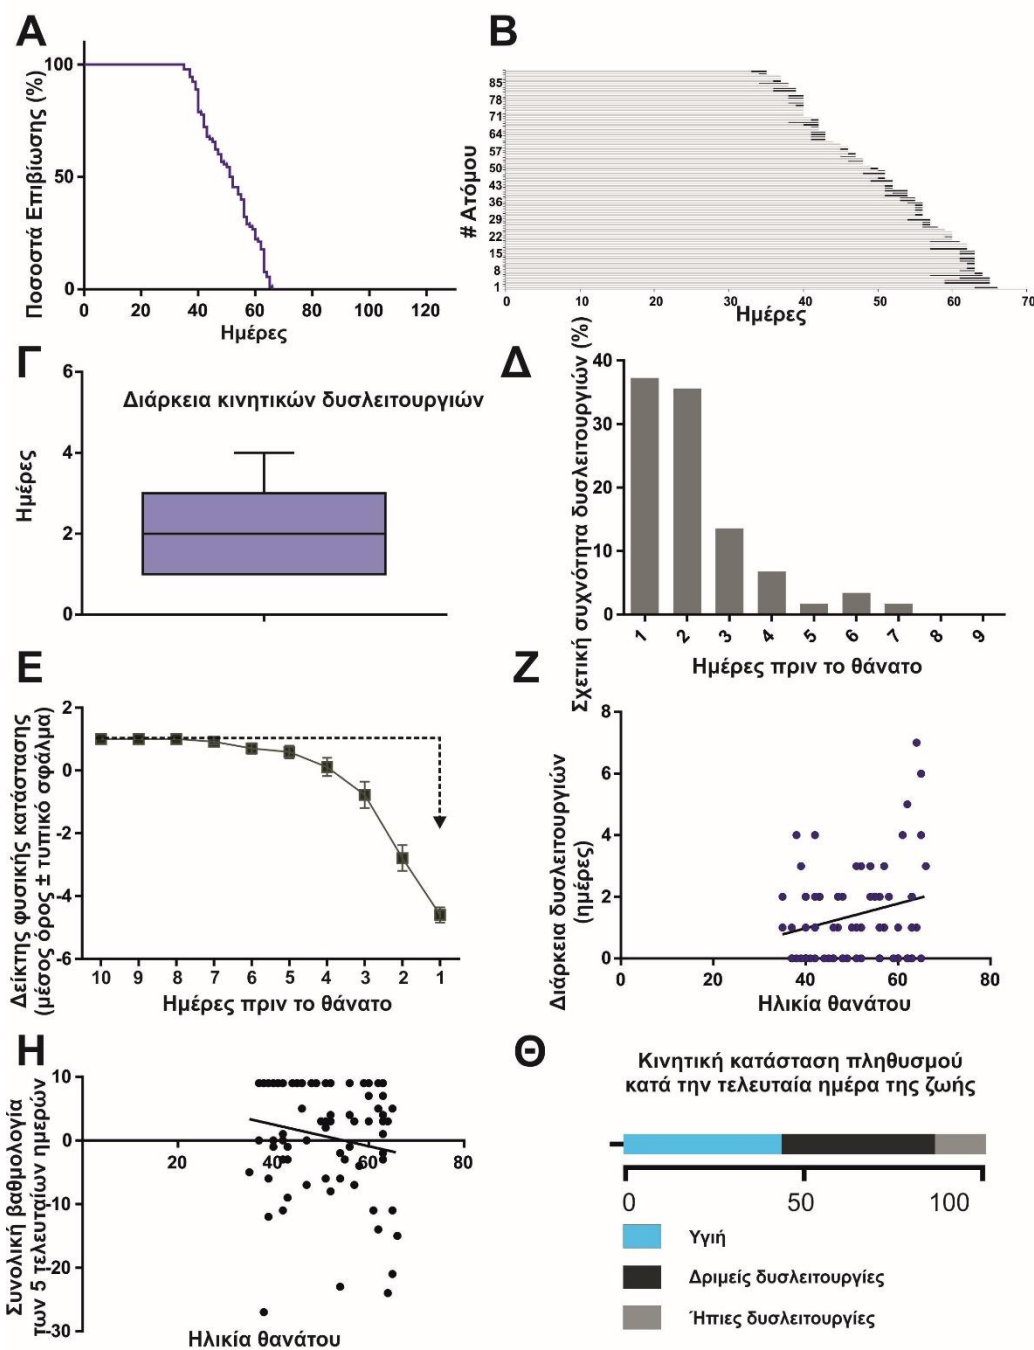 Α
Ποσοστά Επιβίωσης (%)
100
50
0
0 20 40 60 80 100 120
Ημέρες
Β
# Ατόμου
85
78
71
64
57
50
43
36
29
22
15
8
1
0 10 20 30 40 50 60 70
Ημέρες
Γ
Διάρκεια κινητικών δυσλειτουργιών
Ημέρες
6
4
2
0
Δ
Σχετική συχνότητα δυσλειτουργιών (%)
40
30
20
10
0
1 2 3 4 5 6 7 8 9
Ημέρες πριν το θάνατο
Ε
Δείκτης φυσικής κατάστασης
(μέσος όρος ± τυπικό σφάλμα)
2
0
-2
-4
-6
10 9 8 7 6 5 4 3 2 1
Ημέρες πριν το θάνατο
Ζ
Διάρκεια δυσλειτουργιών
(ημέρες)
8
6
4
2
0
0 20 40 60 80
Ηλικία θανάτου
Η
Συνολική βαθμολογία
των 5 τελευταίων ημερών
10
0
-10
-20
-30
20 40 60 80
Ηλικία θανάτου
Θ
Κινητική κατάσταση πληθυσμού
κατά την τελευταία ημέρα της ζωής
0 50 100
Υγιή
Δριμείς δυσλειτουργίες
Ήπιες δυσλειτουργίες